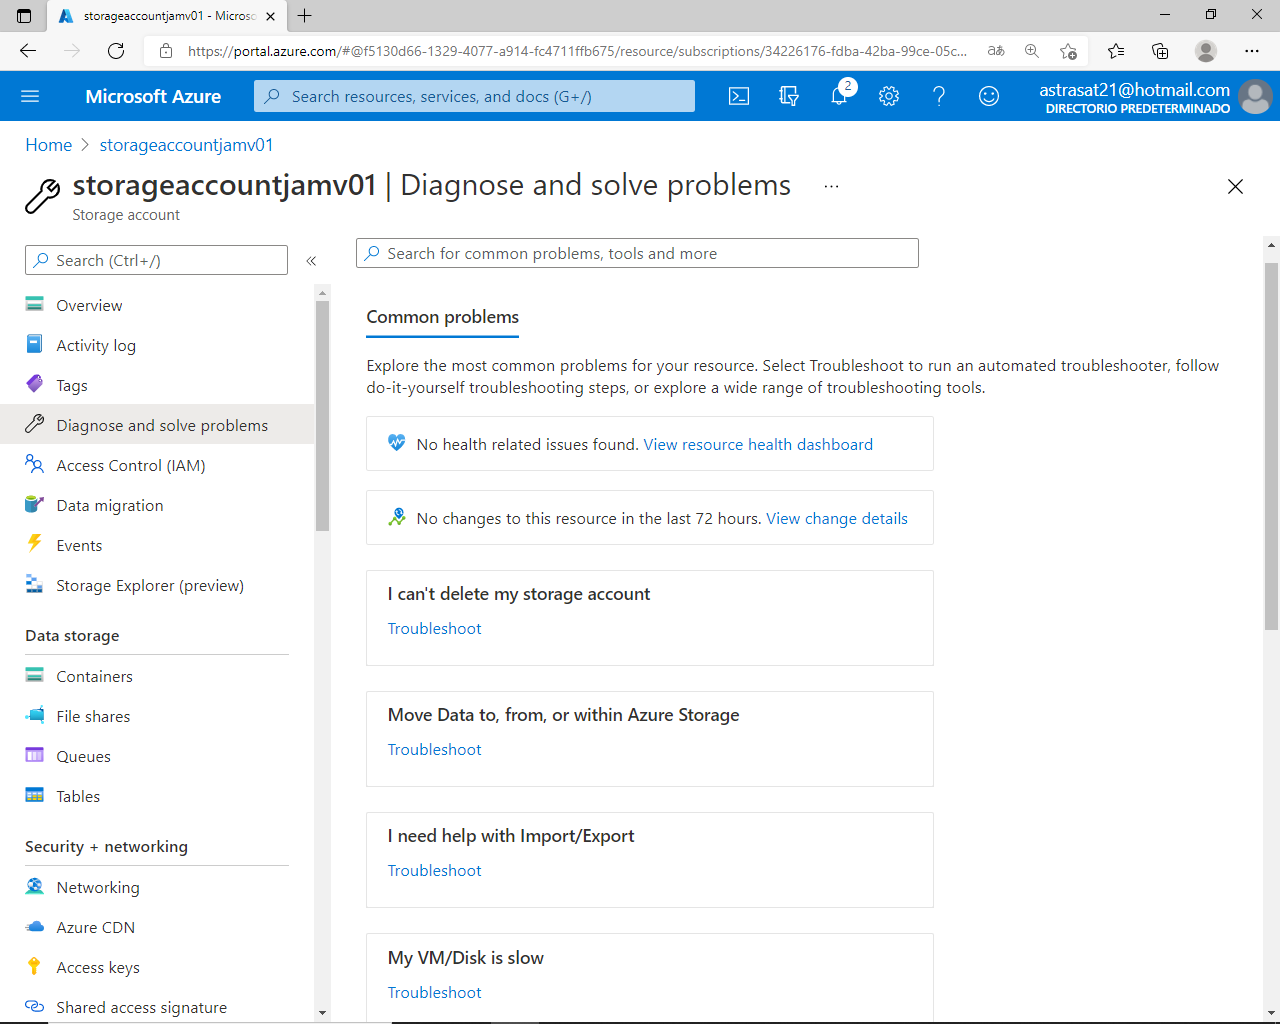 storageaccountjamv01 - Microso
https://portal.azure.com/#@f5130d66-1329-4077-a914-fc4711ffb675/resource/subscriptions/34226176-fdba-42ba-99ce-05c...
Microsoft Azure
Search resources, services, and docs (G+/)
2
astrasat21@hotmail.com
DIRECTORIO PREDETERMINADO
Home > storageaccountjamv01
storageaccountjamv01 | Diagnose and solve problems ...
Storage account
Search (Ctrl+/)
«
Overview
Activity log
Tags
Diagnose and solve problems
Access Control (IAM)
Data migration
Events
Storage Explorer (preview)
Data storage
Containers
File shares
Queues
Tables
Security + networking
Networking
Azure CDN
Access keys
Shared access signature
Search for common problems, tools and more
Common problems
Explore the most common problems for your resource. Select Troubleshoot to run an automated troubleshooter, follow
do-it-yourself troubleshooting steps, or explore a wide range of troubleshooting tools.
No health related issues found. View resource health dashboard
No changes to this resource in the last 72 hours. View change details
I can't delete my storage account
Troubleshoot
Move Data to, from, or within Azure Storage
Troubleshoot
I need help with Import/Export
Troubleshoot
My VM/Disk is slow
Troubleshoot